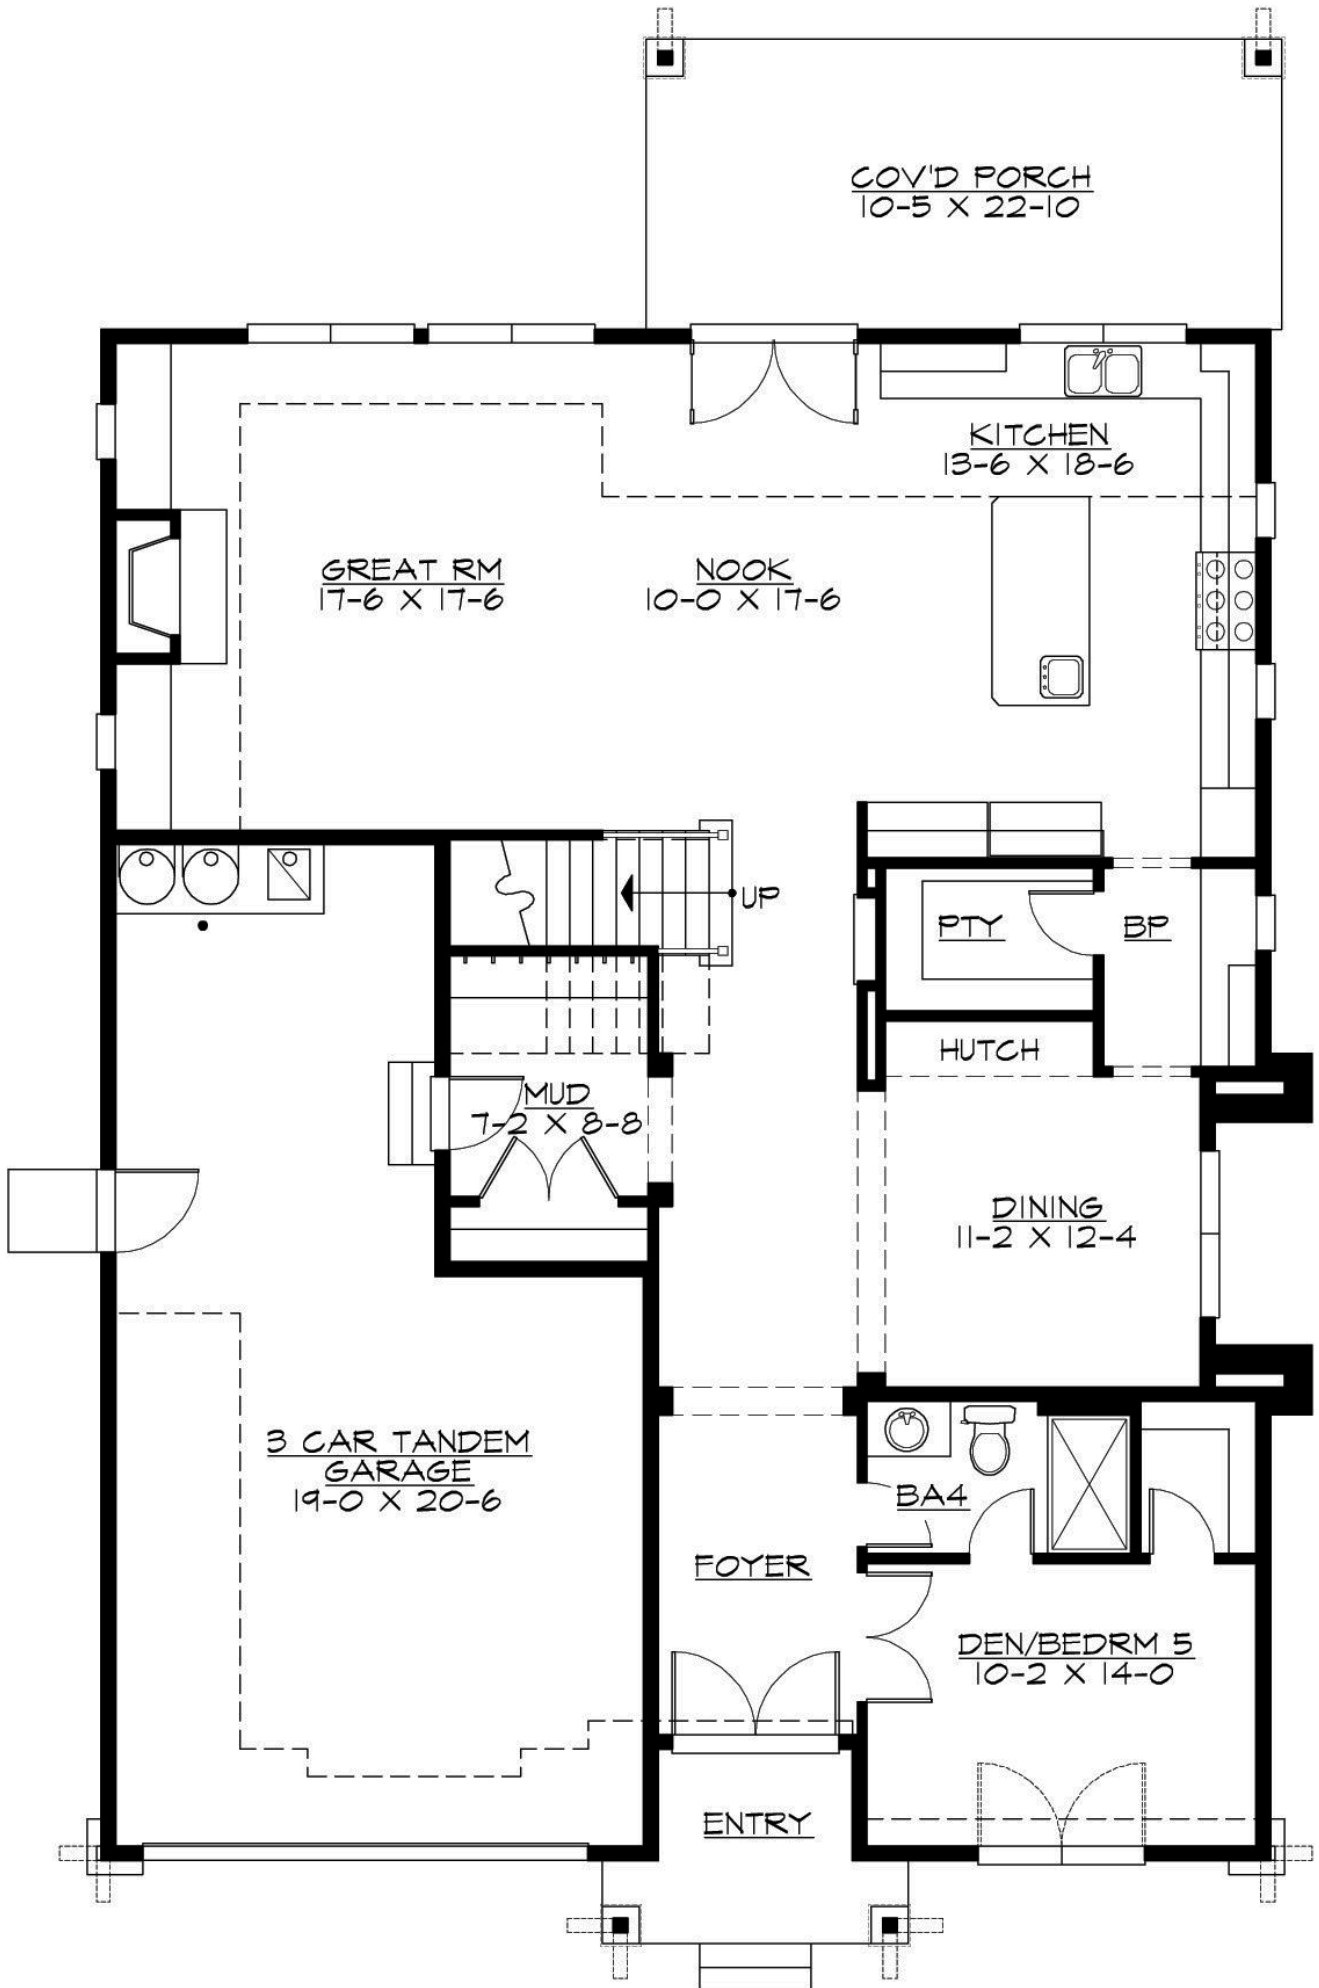 COV'D PORCH
10-5 X 22-10
KITCHEN
13-6 X 18-6
GREAT RM
17-6 X 17-6
NOOK
10-0 X 17-6
UP
PTY
BP
HUTCH
MUD
7-2 X 8-8
DINING
11-2 X 12-4
3 CAR TANDEM
GARAGE
19-0 X 20-6
BA4
FOYER
DEN/BEDRM 5
10-2 X 14-0
ENTRY